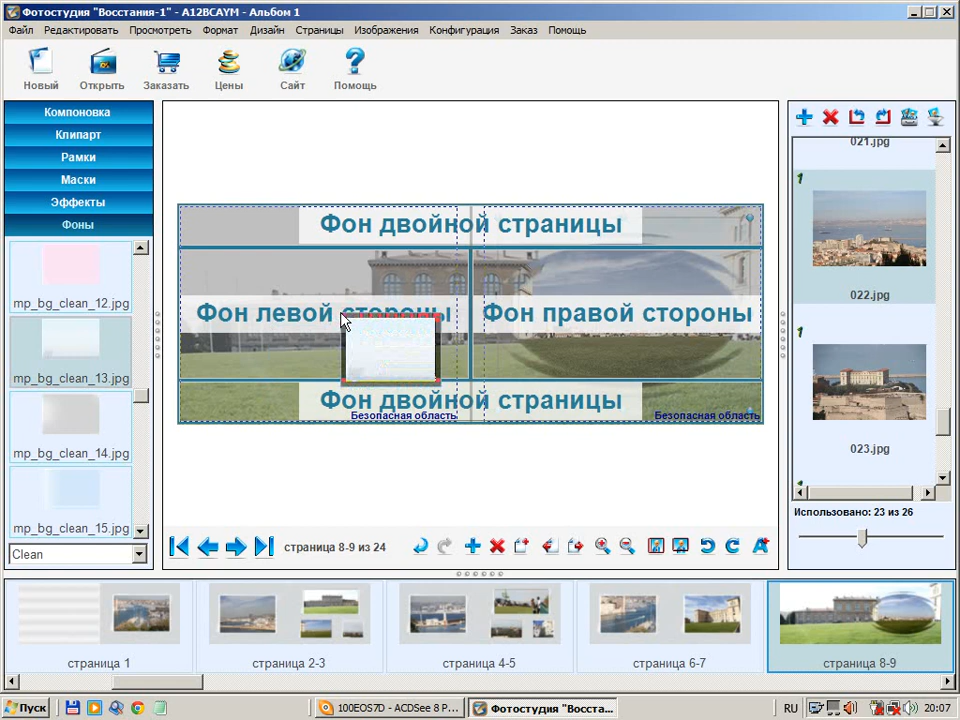 Фотостудия "Восстания-1" - A12BCAYM - Альбом 1
Файл Редактировать Просмотреть Формат Дизайн Страницы Изображения Конфигурация Заказ Помощь
Новый Открыть Заказать Цены Сайт Помощь
Компоновка
Клипарт
Рамки
Маски
Эффекты
Фоны
mp_bg_clean_12.jpg
mp_bg_clean_13.jpg
mp_bg_clean_14.jpg
mp_bg_clean_15.jpg
Clean
Фон двойной страницы
Фон левой стороны
Фон правой стороны
Фон двойной страницы
Безопасная область
Безопасная область
страница 8-9 из 24
021.jpg
1
022.jpg
1
023.jpg
Использовано: 23 из 26
страница 1
страница 2-3
страница 4-5
страница 6-7
страница 8-9
Пуск
100EOS7D - ACDSee 8 P...
Фотостудия "Восста...
RU
20:07